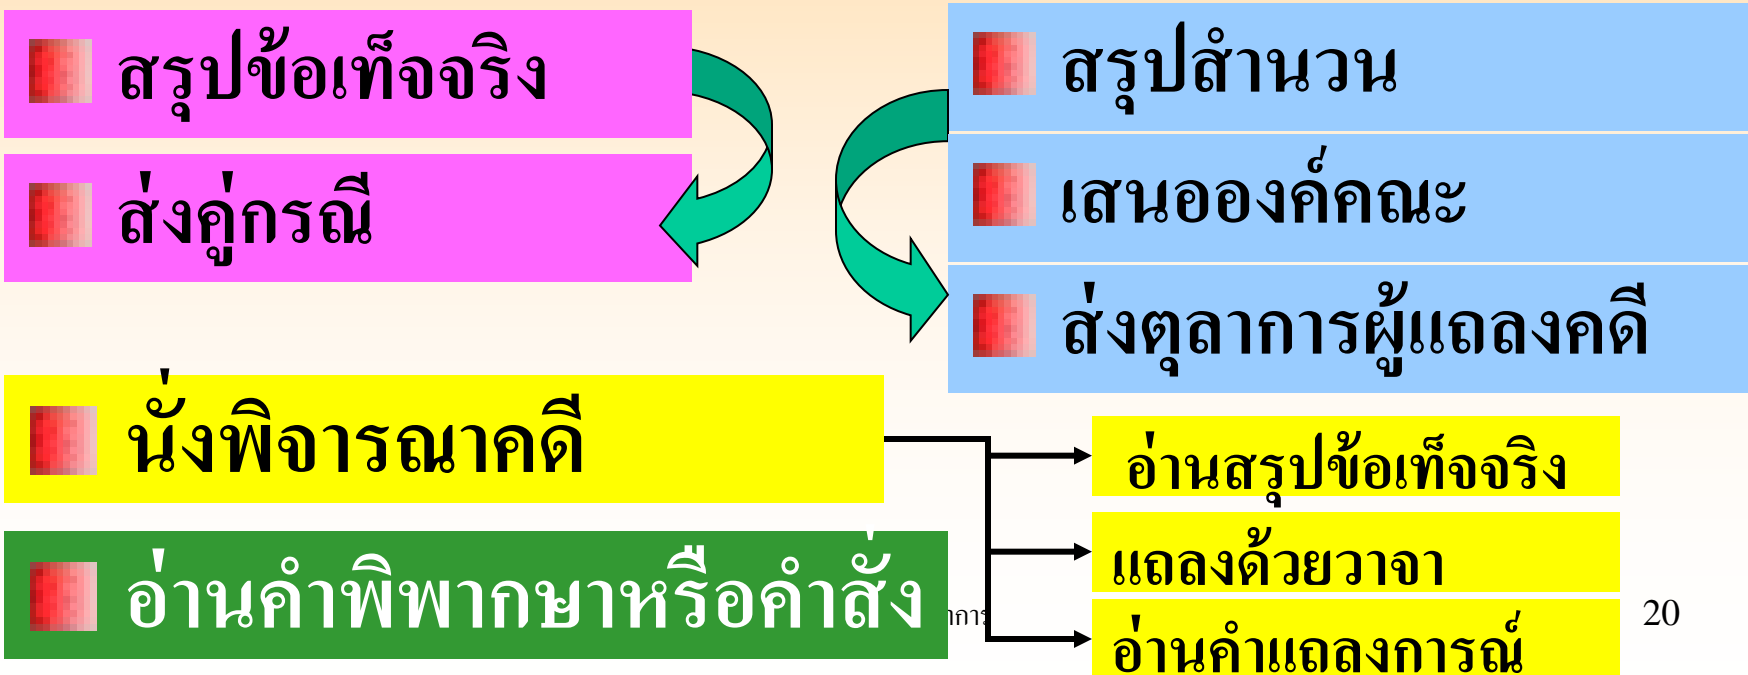 สรุปข้อเท็จจริง
ส่งคู่กรณี
สรุปสำนวน
เสนอองค์คณะ
ส่งตุลาการผู้แถลงคดี
นั่งพิจารณาคดี
อ่านสรุปข้อเท็จจริง
แถลงด้วยวาจา
อ่านคำแถลงการณ์
อ่านคำพิพากษาหรือคำสั่ง
20